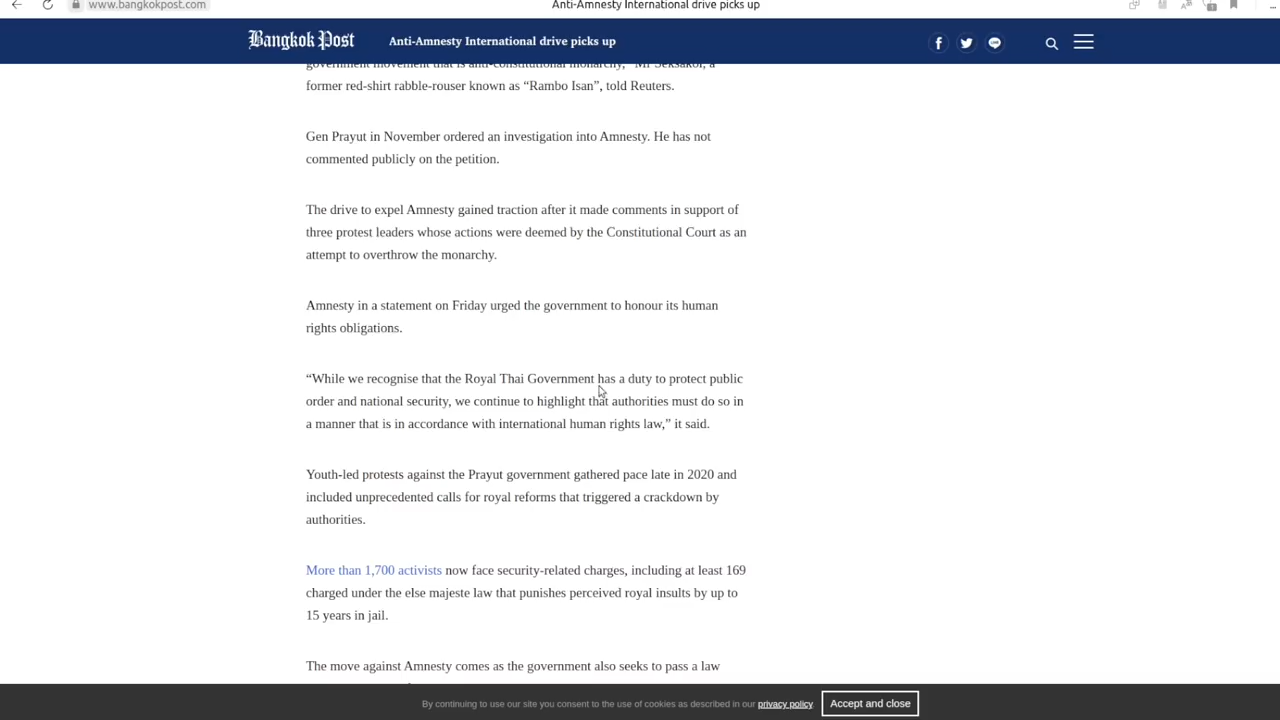 www.bangkokpost.com
Anti-Amnesty International drive picks up
Bangkok Post
Anti-Amnesty International drive picks up
government movement that is anti-constitutional monarchy,” Mr Seksakol, a
former red-shirt rabble-rouser known as “Rambo Isan”, told Reuters.
Gen Prayut in November ordered an investigation into Amnesty. He has not
commented publicly on the petition.
The drive to expel Amnesty gained traction after it made comments in support of
three protest leaders whose actions were deemed by the Constitutional Court as an
attempt to overthrow the monarchy.
Amnesty in a statement on Friday urged the government to honour its human
rights obligations.
“While we recognise that the Royal Thai Government has a duty to protect public
order and national security, we continue to highlight that authorities must do so in
a manner that is in accordance with international human rights law,” it said.
Youth-led protests against the Prayut government gathered pace late in 2020 and
included unprecedented calls for royal reforms that triggered a crackdown by
authorities.
More than 1,700 activists now face security-related charges, including at least 169
charged under the else majeste law that punishes perceived royal insults by up to
15 years in jail.
The move against Amnesty comes as the government also seeks to pass a law
By continuing to use our site you consent to the use of cookies as described in our privacy policy
Accept and close